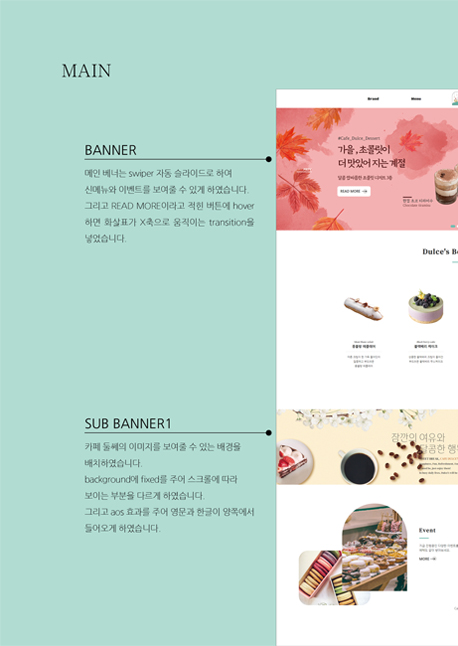 MAIN
BANNER
메인 베너는 swiper 자동 슬라이드로 하여
신메뉴와 이벤트를 보여줄 수 있게 하였습니다.
그리고 READ MORE이라고 적힌 버튼에 hover
하면 화살표가 X축으로 움직이는 transition을
넣었습니다.
Brand Menu
#Cafe_Dulce_Dessert
가을, 초콜릿이
더 맛있어 지는 계절
READ MORE
Dulce's B
SUB BANNER1
카페 둘쎄의 이미지를 보여줄 수 있는 배경을
배치하였습니다.
background에 fixed를 주어 스크롤에 따라
보이는 부분을 다르게 하였습니다.
그리고 aos 효과를 주어 영문과 한글이 양쪽에서
들어오게 하였습니다.
잠깐의 여유와
달콤한 행
Event
MORE